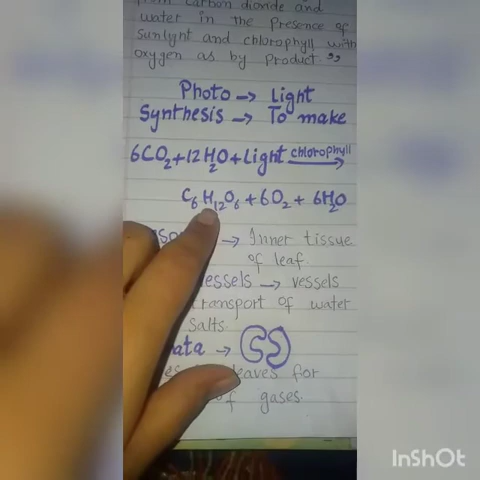 from carbon dioxide and
water in the presence of
sunlight and chlorophyll with
oxygen as by product "
Photo → Light
Synthesis → To make
6CO₂+12H₂O+Light chlorophyll →
C₆H₁₂O₆+6O₂+6H₂O
→ Inner tissue
of leaf.
essels → vessels
transport of water
salts.
ata →
leaves for
of gases.
InShOt